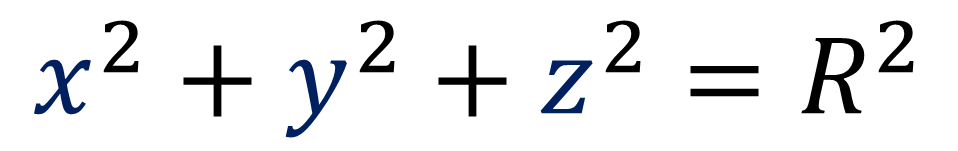 x² + y² + z² = R²